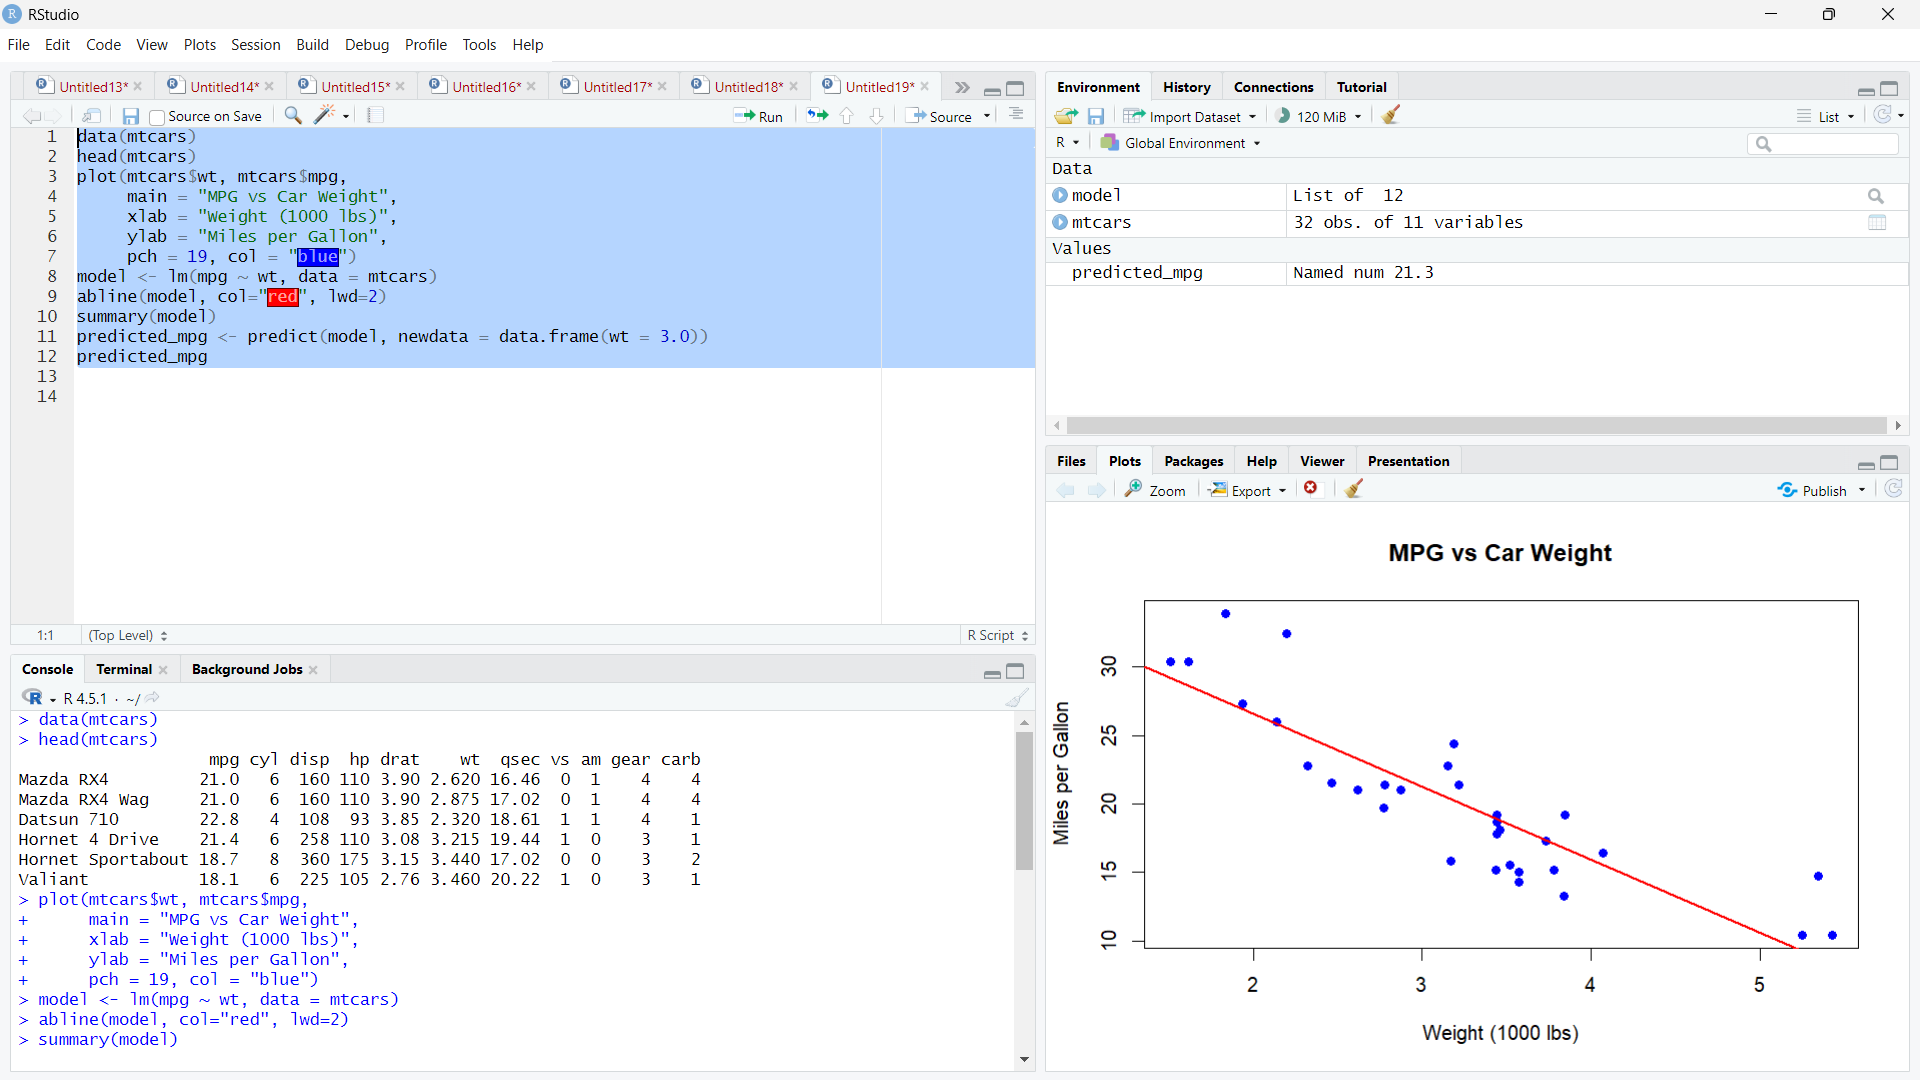 RStudio
File Edit Code View Plots Session Build Debug Profile Tools Help
Untitled13* Untitled14* Untitled15* Untitled16* Untitled17* Untitled18* Untitled19*
Source on Save Run Source
1 data(mtcars)
2 head(mtcars)
3 plot(mtcars$wt, mtcars$mpg,
4 main = "MPG vs Car Weight",
5 xlab = "Weight (1000 lbs)",
6 ylab = "Miles per Gallon",
7 pch = 19, col = "blue")
8 model <- lm(mpg ~ wt, data = mtcars)
9 abline(model, col="red", lwd=2)
10 summary(model)
11 predicted_mpg <- predict(model, newdata = data.frame(wt = 3.0))
12 predicted_mpg
13
14
1:1 (Top Level) R Script
Console Terminal Background Jobs
R R 4.5.1 · ~/
> data(mtcars)
> head(mtcars)
mpg cyl disp hp drat wt qsec vs am gear carb
Mazda RX4 21.0 6 160 110 3.90 2.620 16.46 0 1 4 4
Mazda RX4 Wag 21.0 6 160 110 3.90 2.875 17.02 0 1 4 4
Datsun 710 22.8 4 108 93 3.85 2.320 18.61 1 1 4 1
Hornet 4 Drive 21.4 6 258 110 3.08 3.215 19.44 1 0 3 1
Hornet Sportabout 18.7 8 360 175 3.15 3.440 17.02 0 0 3 2
Valiant 18.1 6 225 105 2.76 3.460 20.22 1 0 3 1
> plot(mtcars$wt, mtcars$mpg,
+ main = "MPG vs Car Weight",
+ xlab = "Weight (1000 lbs)",
+ ylab = "Miles per Gallon",
+ pch = 19, col = "blue")
> model <- lm(mpg ~ wt, data = mtcars)
> abline(model, col="red", lwd=2)
> summary(model)
Environment History Connections Tutorial
Import Dataset 120 MiB List
R Global Environment
Data
model List of 12
mtcars 32 obs. of 11 variables
Values
predicted_mpg Named num 21.3
Files Plots Packages Help Viewer Presentation
Zoom Export Publish
MPG vs Car Weight
Miles per Gallon
30
25
20
15
10
2 3 4 5
Weight (1000 lbs)